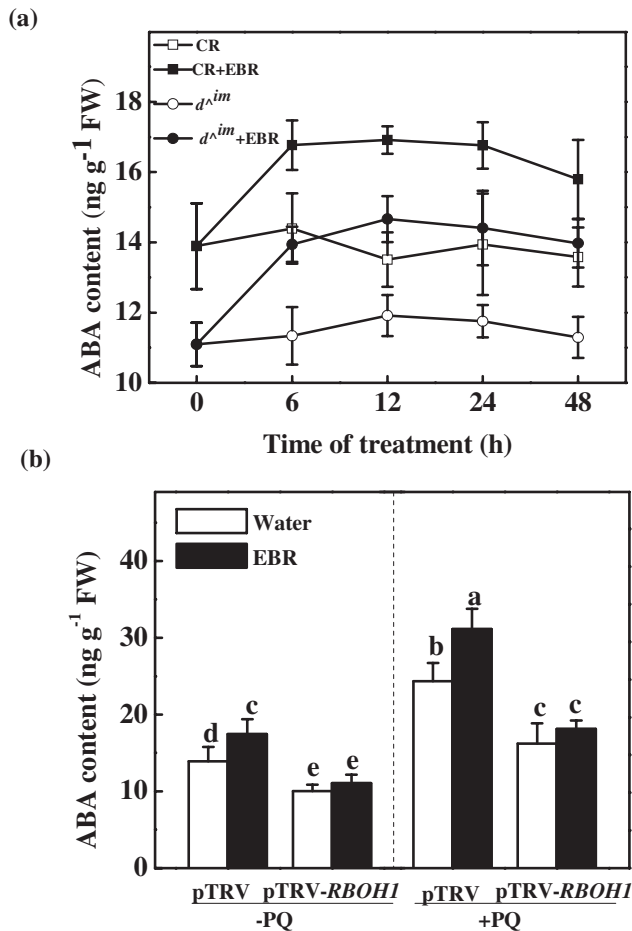 (a)
CR
CR+EBR
d^im
d^im+EBR
ABA content (ng g-1 FW)
18
16
14
12
10
0 6 12 24 48
Time of treatment (h)
(b)
Water
EBR
ABA content (ng g-1 FW)
40
30
20
10
0
d c e e b a c c
pTRV pTRV-RBOH1 pTRV pTRV-RBOH1
-PQ +PQ